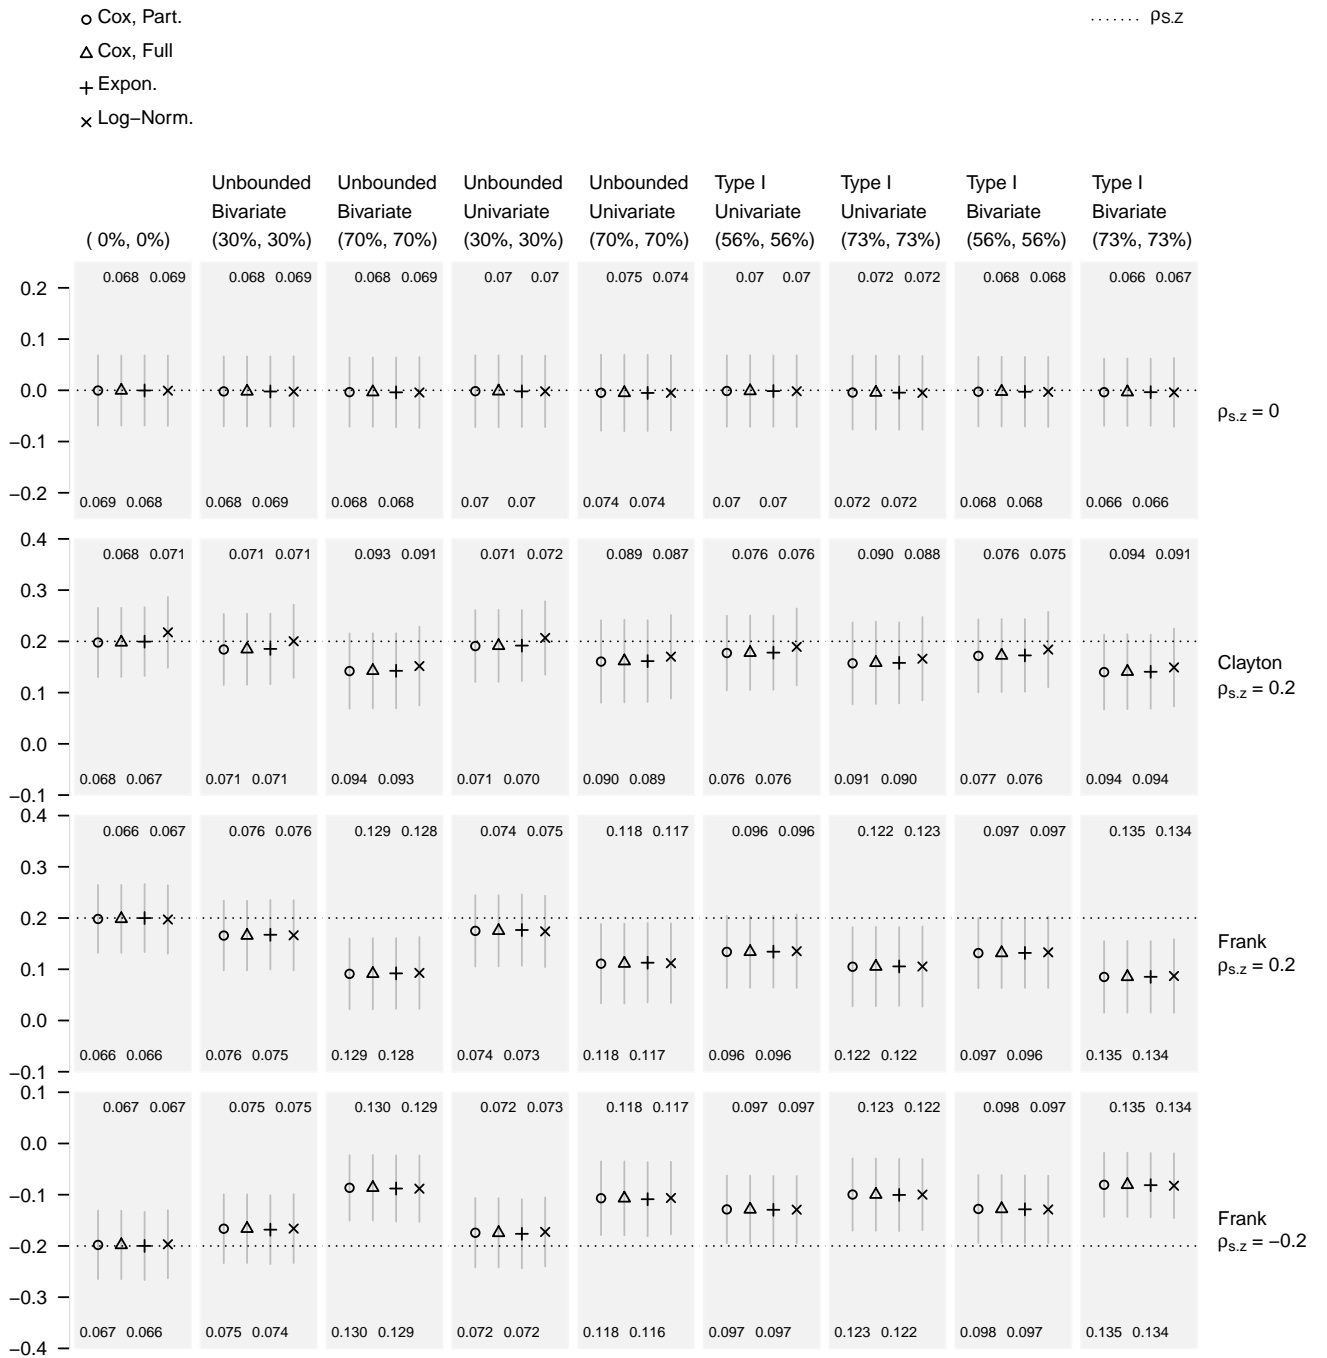 Cox, Part.
ρS.Z
Cox, Full
Expon.
Log−Norm.
Unbounded Unbounded Unbounded Unbounded Type I Type I Type I Type I
Bivariate Bivariate Univariate Univariate Univariate Univariate Bivariate Bivariate
( 0%, 0%) (30%, 30%) (70%, 70%) (30%, 30%) (70%, 70%) (56%, 56%) (73%, 73%) (56%, 56%) (73%, 73%)
0.068 0.069 0.068 0.069 0.068 0.069 0.07 0.07 0.075 0.074 0.07 0.07 0.072 0.072 0.068 0.068 0.066 0.067
0.2
0.1
0.0
ρs.z = 0
−0.1
−0.2
0.069 0.068 0.068 0.069 0.068 0.068 0.07 0.07 0.074 0.074 0.07 0.07 0.072 0.072 0.068 0.068 0.066 0.066
0.4
0.068 0.071 0.071 0.071 0.093 0.091 0.071 0.072 0.089 0.087 0.076 0.076 0.090 0.088 0.076 0.075 0.094 0.091
0.3
0.2
Clayton
ρs.z = 0.2
0.1
0.0
0.068 0.067 0.071 0.071 0.094 0.093 0.071 0.070 0.090 0.089 0.076 0.076 0.091 0.090 0.077 0.076 0.094 0.094
−0.1
0.4
0.066 0.067 0.076 0.076 0.129 0.128 0.074 0.075 0.118 0.117 0.096 0.096 0.122 0.123 0.097 0.097 0.135 0.134
0.3
0.2
Frank
ρs.z = 0.2
0.1
0.0
0.066 0.066 0.076 0.075 0.129 0.128 0.074 0.073 0.118 0.117 0.096 0.096 0.122 0.122 0.097 0.096 0.135 0.134
−0.1
0.1
0.067 0.067 0.075 0.075 0.130 0.129 0.072 0.073 0.118 0.117 0.097 0.097 0.123 0.122 0.098 0.097 0.135 0.134
0.0
−0.1
Frank
ρs.z = −0.2
−0.2
−0.3
0.067 0.066 0.075 0.074 0.130 0.129 0.072 0.072 0.118 0.116 0.097 0.097 0.123 0.122 0.098 0.097 0.135 0.134
−0.4